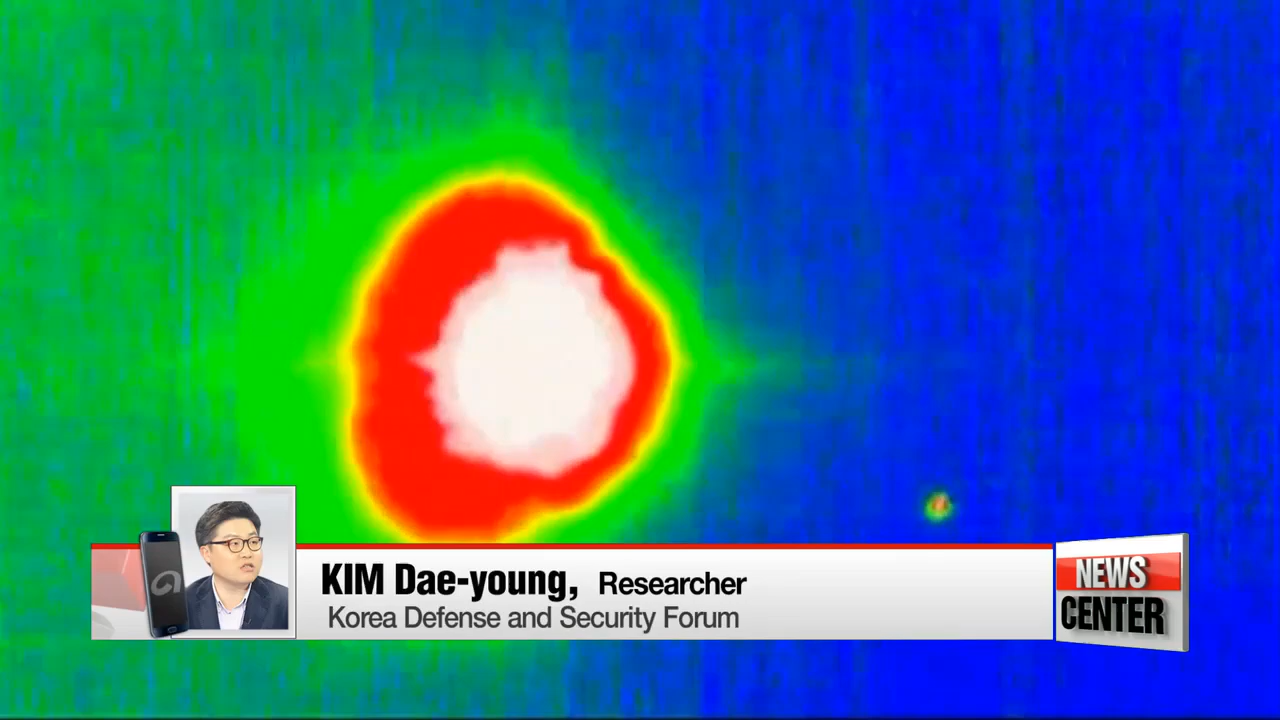 KIM Dae-young, Researcher
Korea Defense and Security Forum
NEWS
CENTER